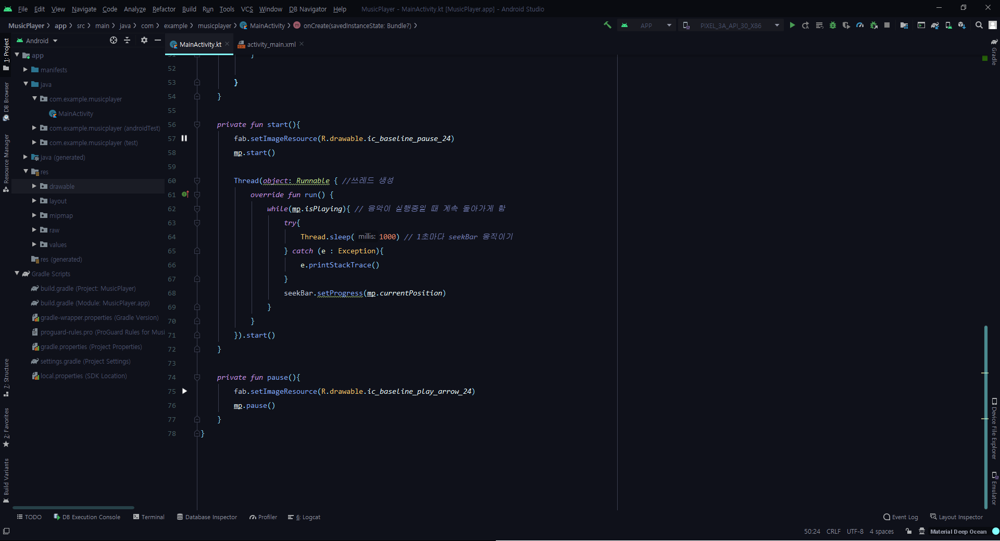 File Edit View Navigate Code Analyze Refactor Build Run Tools VCS Window DB Navigator Help MusicPlayer - MainActivity.kt [MusicPlayer.app] - Android Studio
MusicPlayer app src main java com example musicplayer MainActivity onCreate(savedInstanceState: Bundle?) APP PIXEL_3A_API_30_X86
Android
MainActivity.kt
activity_main.xml
1: Project
DB Browser
Resource Manager
7: Structure
2: Favorites
Build Variants
app
manifests
java
com.example.musicplayer
MainActivity
com.example.musicplayer (androidTest)
com.example.musicplayer (test)
java (generated)
res
drawable
layout
mipmap
raw
values
res (generated)
Gradle Scripts
build.gradle (Project: MusicPlayer)
build.gradle (Module: MusicPlayer.app)
gradle-wrapper.properties (Gradle Version)
proguard-rules.pro (ProGuard Rules for Musi
gradle.properties (Project Properties)
settings.gradle (Project Settings)
local.properties (SDK Location)
51 }
52
53 }
54 }
55
56 private fun start(){
57 fab.setImageResource(R.drawable.ic_baseline_pause_24)
58 mp.start()
59
60 Thread(object: Runnable { //쓰레드 생성
61 override fun run() {
62 while(mp.isPlaying){ // 음악이 실행중일 때 계속 돌아가게 함
63 try{
64 Thread.sleep( millis: 1000) // 1초마다 seekBar 움직이기
65 } catch (e : Exception){
66 e.printStackTrace()
67 }
68 seekBar.setProgress(mp.currentPosition)
69 }
70 }
71 }).start()
72 }
73
74 private fun pause(){
75 fab.setImageResource(R.drawable.ic_baseline_play_arrow_24)
76 mp.pause()
77 }
78 }
Gradle
Device File Explorer
Emulator
TODO DB Execution Console Terminal Database Inspector Profiler 6: Logcat Event Log Layout Inspector
50:24 CRLF UTF-8 4 spaces Material Deep Ocean